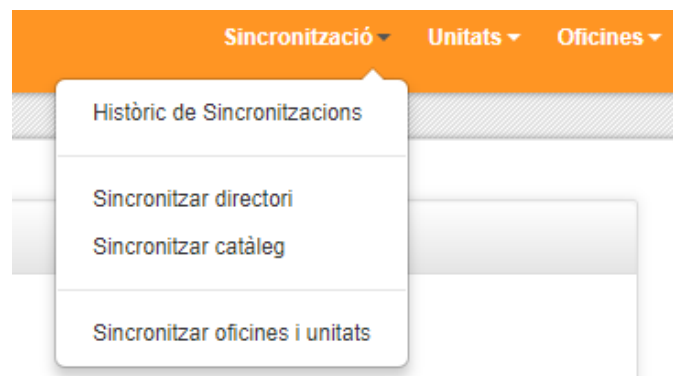 Sincronització Unitats Oficines
Històric de Sincronitzacions
Sincronitzar directori
Sincronitzar catàleg
Sincronitzar oficines i unitats